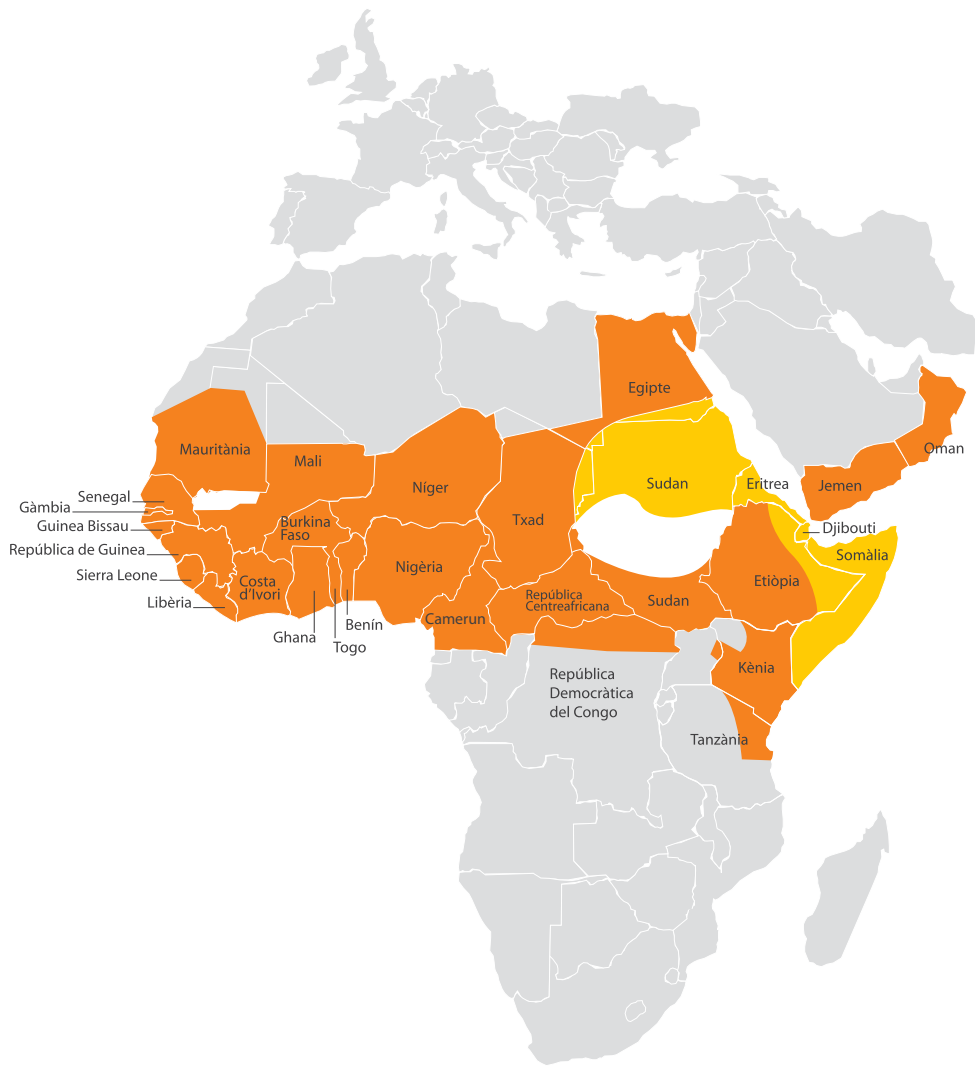 Egipte
Mauritània
Mali
Oman
Níger
Sudan
Eritrea
Jemen
Senegal
Gàmbia
Txad
Burkina
Faso
Guinea Bissau
Djibouti
República de Guinea
Somàlia
Nigèria
Sierra Leone
Costa
d'Ivori
Etiòpia
República
Centreafricana
Sudan
Libèria
Camerun
Benín
Ghana
Togo
Kènia
República
Democràtica
del Congo
Tanzània